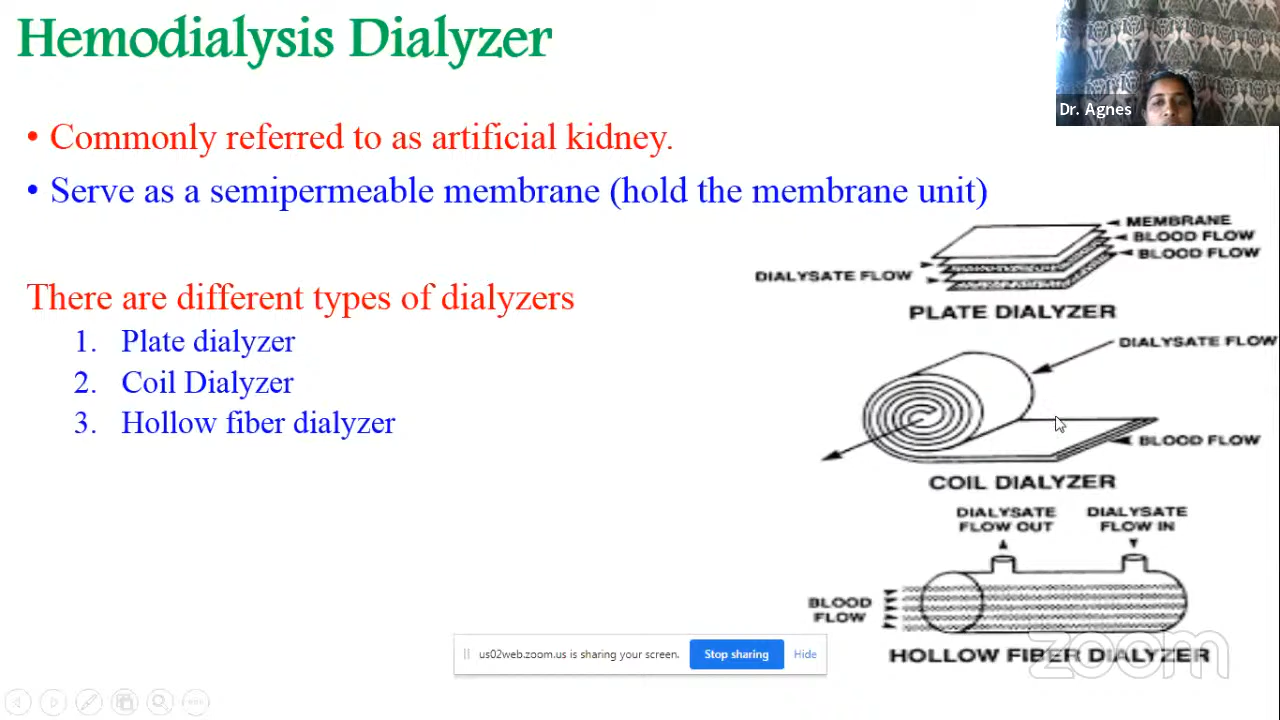 Hemodialysis Dialyzer
Dr. Agnes
• Commonly referred to as artificial kidney.
• Serve as a semipermeable membrane (hold the membrane unit)
There are different types of dialyzers
1. Plate dialyzer
2. Coil Dialyzer
3. Hollow fiber dialyzer
MEMBRANE
BLOOD FLOW
BLOOD FLOW
DIALYSATE FLOW
PLATE DIALYZER
DIALYSATE FLOW
BLOOD FLOW
COIL DIALYZER
DIALYSATE
FLOW OUT
DIALYSATE
FLOW IN
BLOOD
FLOW
HOLLOW FIBER DIALYZER
zoom
us02web.zoom.us is sharing your screen.
Stop sharing
Hide